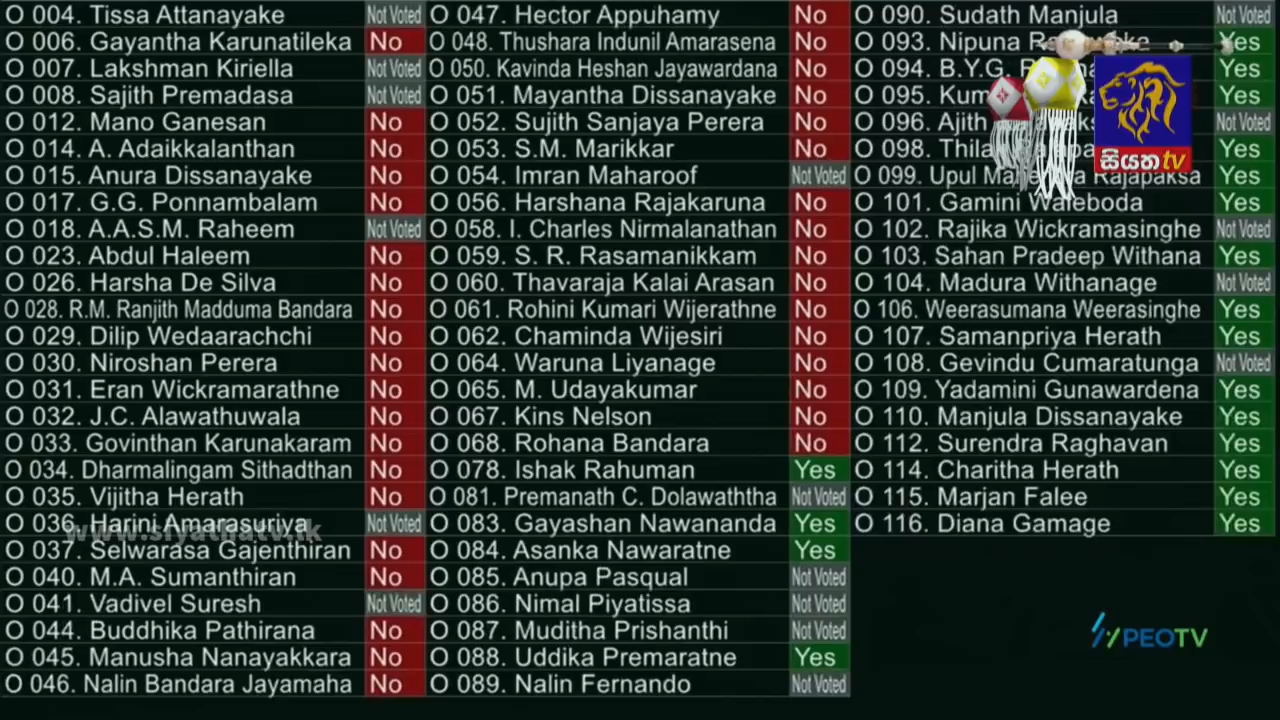 O 004. Tissa Attanayake Not Voted
O 006. Gayantha Karunatileka No
O 007. Lakshman Kiriella Not Voted
O 008. Sajith Premadasa Not Voted
O 012. Mano Ganesan No
O 014. A. Adaikkalanthan No
O 015. Anura Dissanayake No
O 017. G.G. Ponnambalam No
O 018. A.A.S.M. Raheem Not Voted
O 023. Abdul Haleem No
O 026. Harsha De Silva No
O 028. R.M. Ranjith Madduma Bandara No
O 029. Dilip Wedaarachchi No
O 030. Niroshan Perera No
O 031. Eran Wickramarathne No
O 032. J.C. Alawathuwala No
O 033. Govinthan Karunakaram No
O 034. Dharmalingam Sithadthan No
O 035. Vijitha Herath No
O 036. Harini Amarasuriya Not Voted
www.siyathatv.lk
O 037. Selwarasa Gajenthiran No
O 040. M.A. Sumanthiran No
O 041. Vadivel Suresh Not Voted
O 044. Buddhika Pathirana No
O 045. Manusha Nanayakkara No
O 046. Nalin Bandara Jayamaha No
O 047. Hector Appuhamy No
O 048. Thushara Indunil Amarasena No
O 050. Kavinda Heshan Jayawardana No
O 051. Mayantha Dissanayake No
O 052. Sujith Sanjaya Perera No
O 053. S.M. Marikkar No
O 054. Imran Maharoof Not Voted
O 056. Harshana Rajakaruna No
O 058. I. Charles Nirmalanathan No
O 059. S. R. Rasamanikkam No
O 060. Thavaraja Kalai Arasan No
O 061. Rohini Kumari Wijerathne No
O 062. Chaminda Wijesiri No
O 064. Waruna Liyanage No
O 065. M. Udayakumar No
O 067. Kins Nelson No
O 068. Rohana Bandara No
O 078. Ishak Rahuman Yes
O 081. Premanath C. Dolawaththa Not Voted
O 083. Gayashan Nawananda Yes
O 084. Asanka Nawaratne Yes
O 085. Anupa Pasqual Not Voted
O 086. Nimal Piyatissa Not Voted
O 087. Muditha Prishanthi Not Voted
O 088. Uddika Premaratne Yes
O 089. Nalin Fernando Not Voted
O 090. Sudath Manjula Not Voted
O 093. Nipuna Yes
O 094. B.Y.G. Yes
O 095. Yes
O 096. Ajith Not Voted
O 098. Yes
O 099. Upul Rajapaksa Yes
O 101. Gamini Waleboda Yes
O 102. Rajika Wickramasinghe Not Voted
O 103. Sahan Pradeep Withana Yes
O 104. Madura Withanage Not Voted
O 106. Weerasumana Weerasinghe Yes
O 107. Samanpriya Herath Yes
O 108. Gevindu Cumaratunga Not Voted
O 109. Yadamini Gunawardena Yes
O 110. Manjula Dissanayake Yes
O 112. Surendra Raghavan Yes
O 114. Charitha Herath Yes
O 115. Marjan Falee Yes
O 116. Diana Gamage Yes
සියත tv
PEOTV